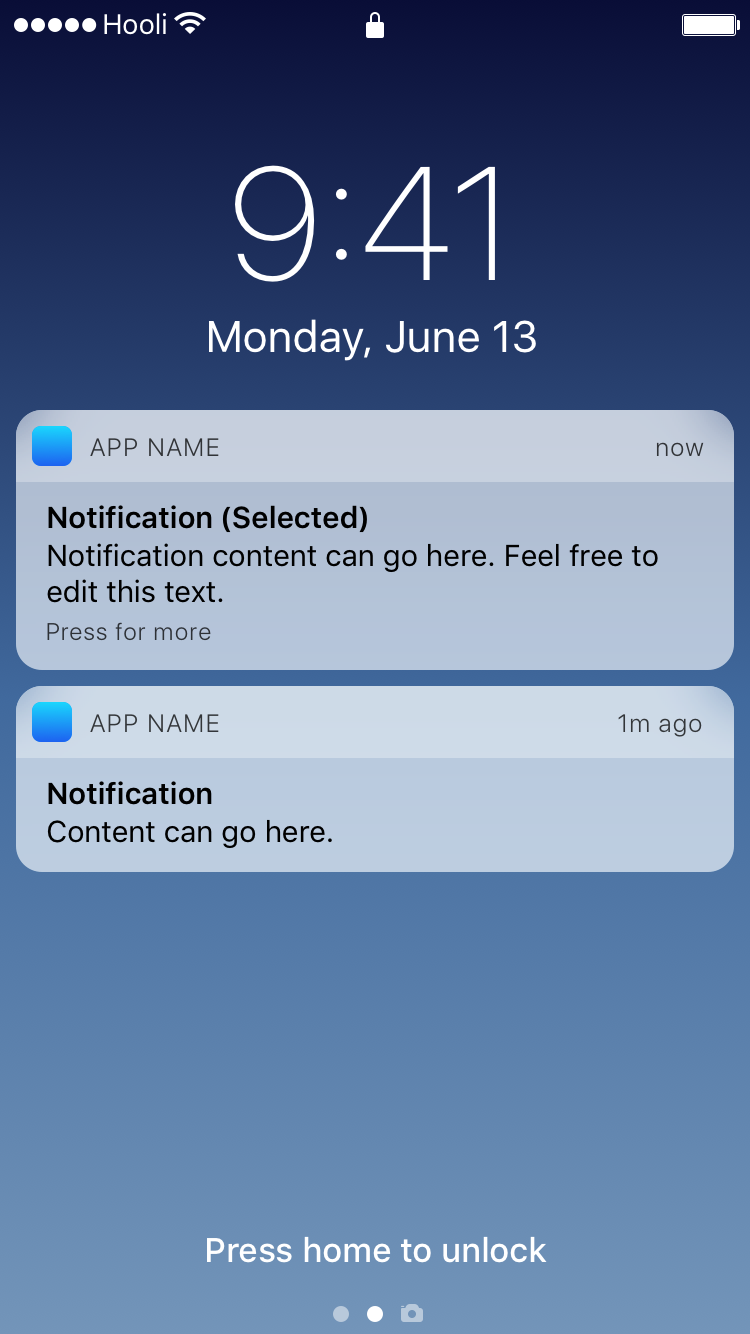 Hooli
9:41
Monday, June 13
APP NAME now
Notification (Selected)
Notification content can go here. Feel free to
edit this text.
Press for more
APP NAME 1m ago
Notification
Content can go here.
Press home to unlock